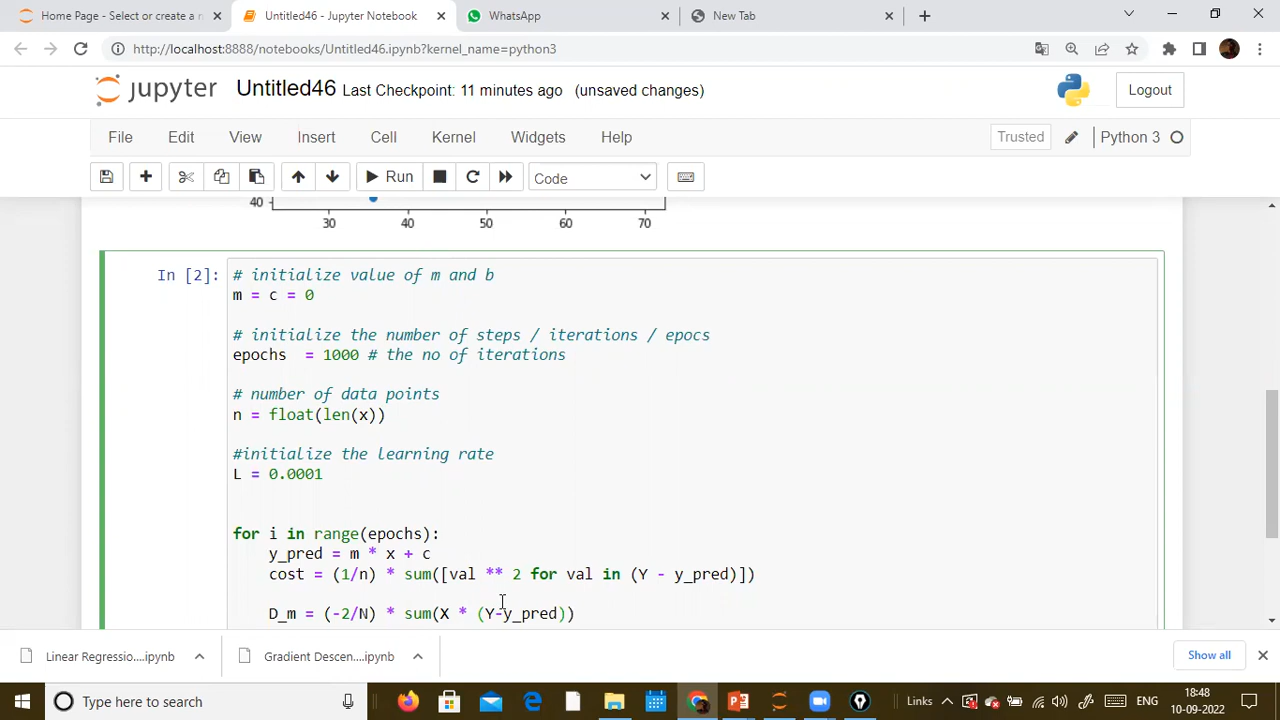 Home Page - Select or create a n
Untitled46 - Jupyter Notebook
WhatsApp
New Tab
http://localhost:8888/notebooks/Untitled46.ipynb?kernel_name=python3
jupyter Untitled46 Last Checkpoint: 11 minutes ago (unsaved changes)
Logout
File Edit View Insert Cell Kernel Widgets Help
Trusted
Python 3
Run
Code
40
30 40 50 60 70
In [2]:
# initialize value of m and b
m = c = 0
# initialize the number of steps / iterations / epocs
epochs  = 1000 # the no of iterations
# number of data points
n = float(len(x))
#initialize the learning rate
L = 0.0001
for i in range(epochs):
    y_pred = m * x + c
    cost = (1/n) * sum([val ** 2 for val in (Y - y_pred)])
    D_m = (-2/N) * sum(X * (Y-y_pred))
Linear Regressio....ipynb
Gradient Descen....ipynb
Show all
Type here to search
Links
ENG
18:48
10-09-2022